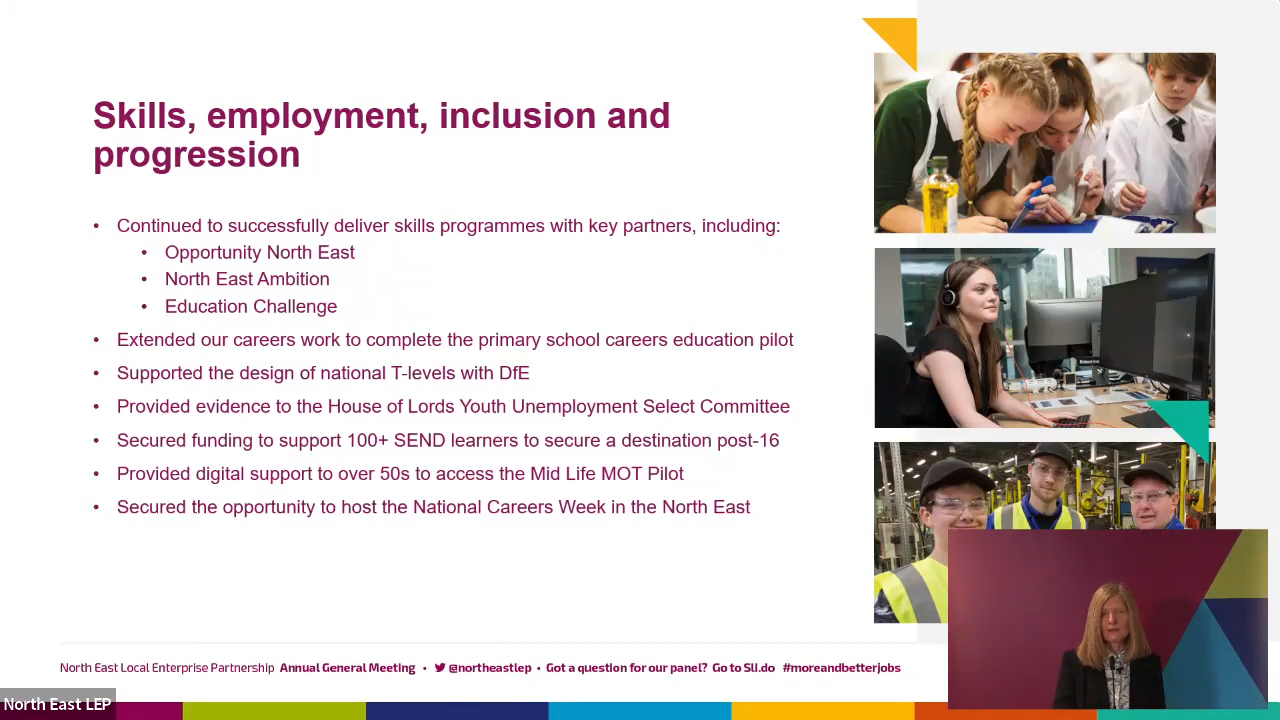 Skills, employment, inclusion and
progression
• Continued to successfully deliver skills programmes with key partners, including:
• Opportunity North East
• North East Ambition
• Education Challenge
• Extended our careers work to complete the primary school careers education pilot
• Supported the design of national T-levels with DfE
• Provided evidence to the House of Lords Youth Unemployment Select Committee
• Secured funding to support 100+ SEND learners to secure a destination post-16
• Provided digital support to over 50s to access the Mid Life MOT Pilot
• Secured the opportunity to host the National Careers Week in the North East
North East Local Enterprise Partnership Annual General Meeting • @northeastlep • Got a question for our panel? Go to Sli.do #moreandbetterjobs
North East LEP